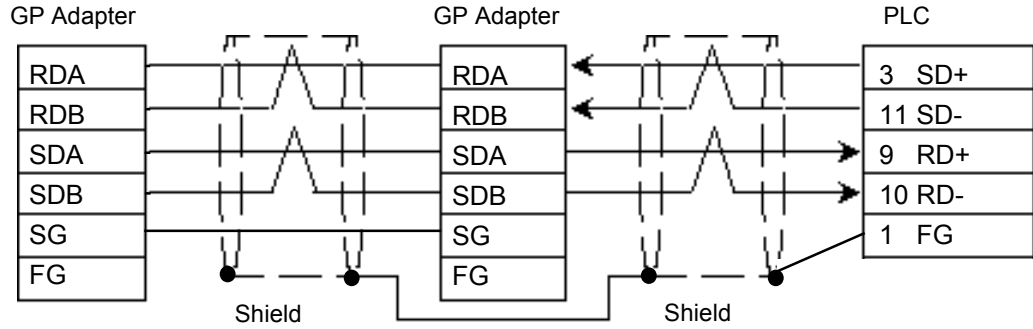 GP Adapter GP Adapter PLC
RDA RDA 3 SD+
RDB RDB 11 SD-
SDA SDA 9 RD+
SDB SDB 10 RD-
SG SG 1 FG
FG FG
Shield Shield